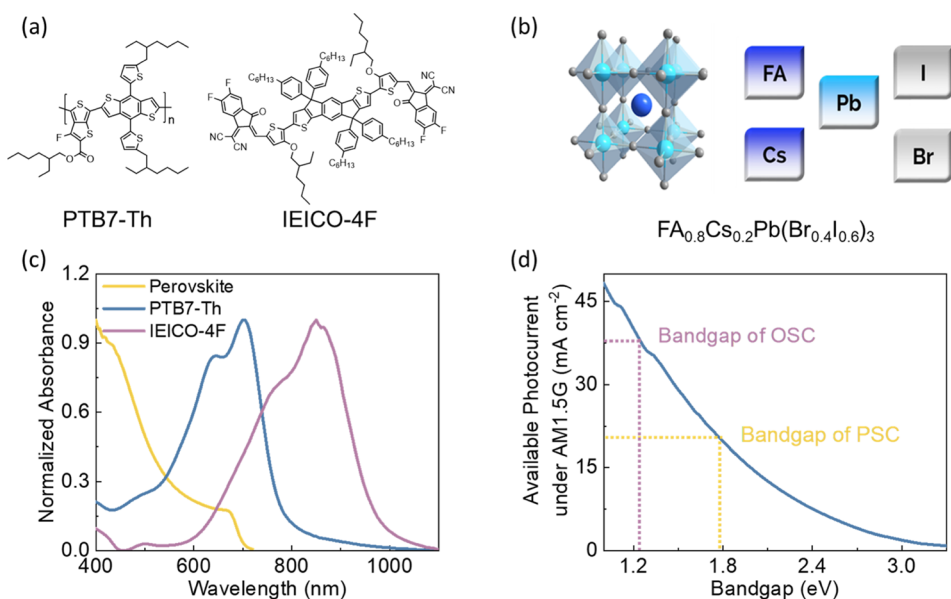 (a)
S
S
S
S
S
S
F
O
O
n
PTB7-Th
C₆H₁₃
C₆H₁₃
F
F
O
NC
CN
S
O
S
S
S
O
S
NC
CN
O
F
F
C₆H₁₃
C₆H₁₃
IEICO-4F
(b)
FA
Pb
I
Cs
Br
FA₀.₈Cs₀.₂Pb(Br₀.₄I₀.₆)₃
(c)
Normalized Absorbance
1.2
0.9
0.6
0.3
0.0
Perovskite
PTB7-Th
IEICO-4F
400 600 800 1000
Wavelength (nm)
(d)
Available Photocurrent
under AM1.5G (mA cm⁻²)
45
30
15
0
Bandgap of OSC
Bandgap of PSC
1.2 1.8 2.4 3.0
Bandgap (eV)